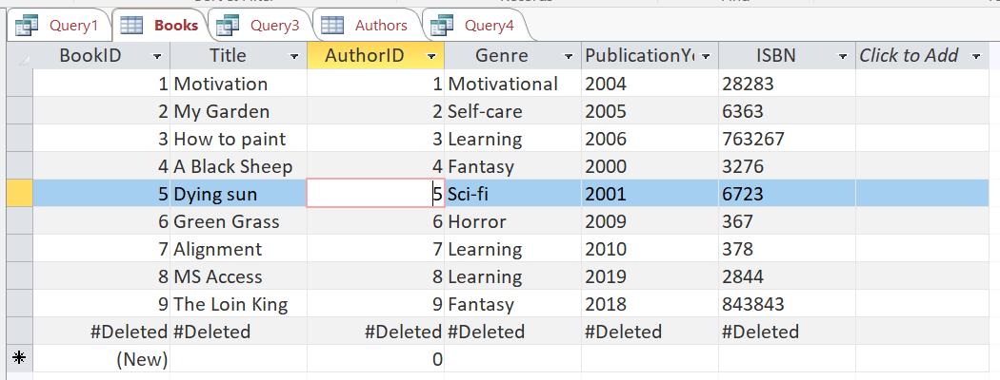 Query1 Books Query3 Authors Query4
BookID Title AuthorID Genre PublicationYe ISBN Click to Add
1 Motivation 1 Motivational 2004 28283
2 My Garden 2 Self-care 2005 6363
3 How to paint 3 Learning 2006 763267
4 A Black Sheep 4 Fantasy 2000 3276
5 Dying sun 5 Sci-fi 2001 6723
6 Green Grass 6 Horror 2009 367
7 Alignment 7 Learning 2010 378
8 MS Access 8 Learning 2019 2844
9 The Loin King 9 Fantasy 2018 843843
#Deleted #Deleted #Deleted #Deleted #Deleted #Deleted
(New) 0